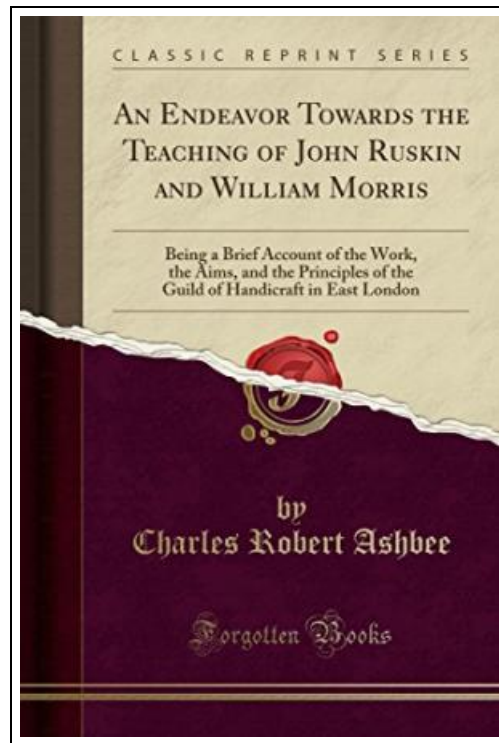 CLASSIC REPRINT SERIES
AN ENDEAVOR TOWARDS THE
TEACHING OF JOHN RUSKIN
AND WILLIAM MORRIS
Being a Brief Account of the Work,
the Aims, and the Principles of the
Guild of Handicraft in East London
by
Charles Robert Ashbee
Forgotten Books